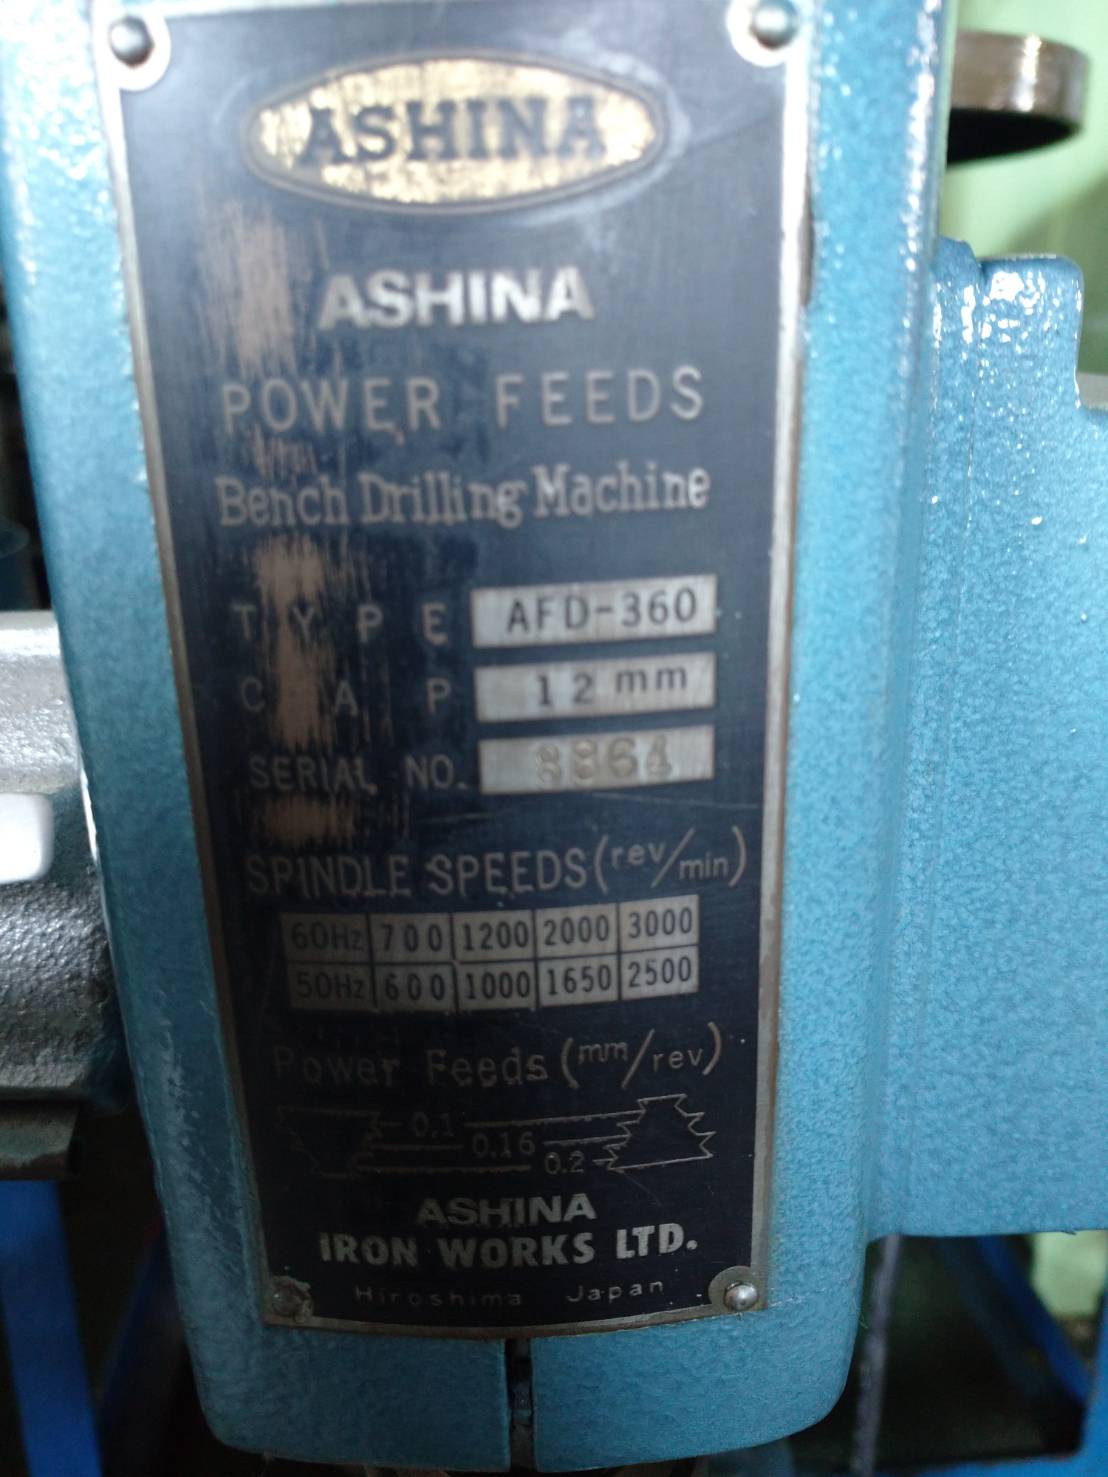 ASHINA
ASHINA
POWER FEEDS
Bench Drilling Machine
TYPE AFD-360
CAP 12mm
SERIAL NO. 8864
SPINDLE SPEEDS (rev/min)
60Hz 700 1200 2000 3000
50Hz 600 1000 1650 2500
Power Feeds (mm/rev)
0.1
0.16
0.2
ASHINA
IRON WORKS LTD.
Hiroshima Japan